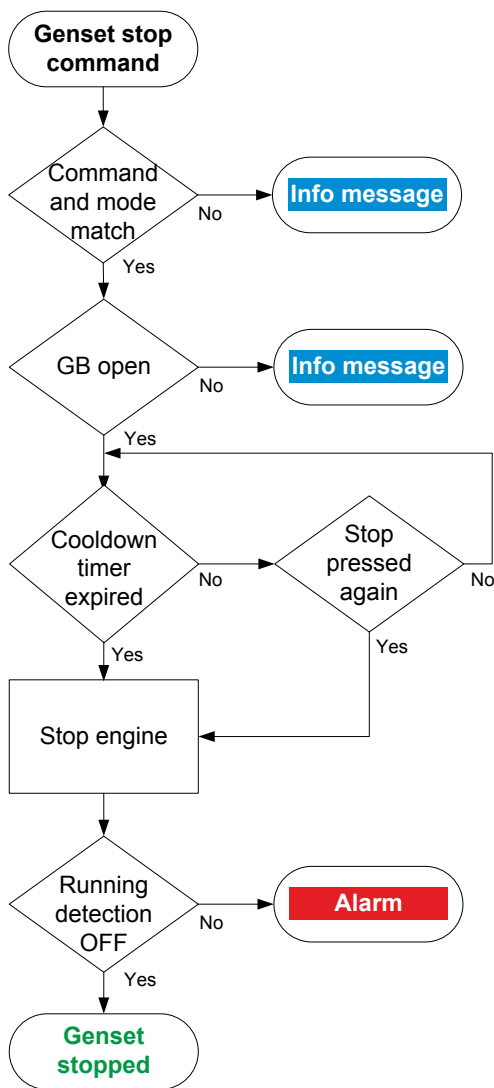 Genset stop
command
Command
and mode
match
No
Info message
Yes
GB open
No
Info message
Yes
Cooldown
timer
expired
No
Stop
pressed
again
No
Yes
Yes
Stop engine
Running
detection
OFF
No
Alarm
Yes
Genset
stopped